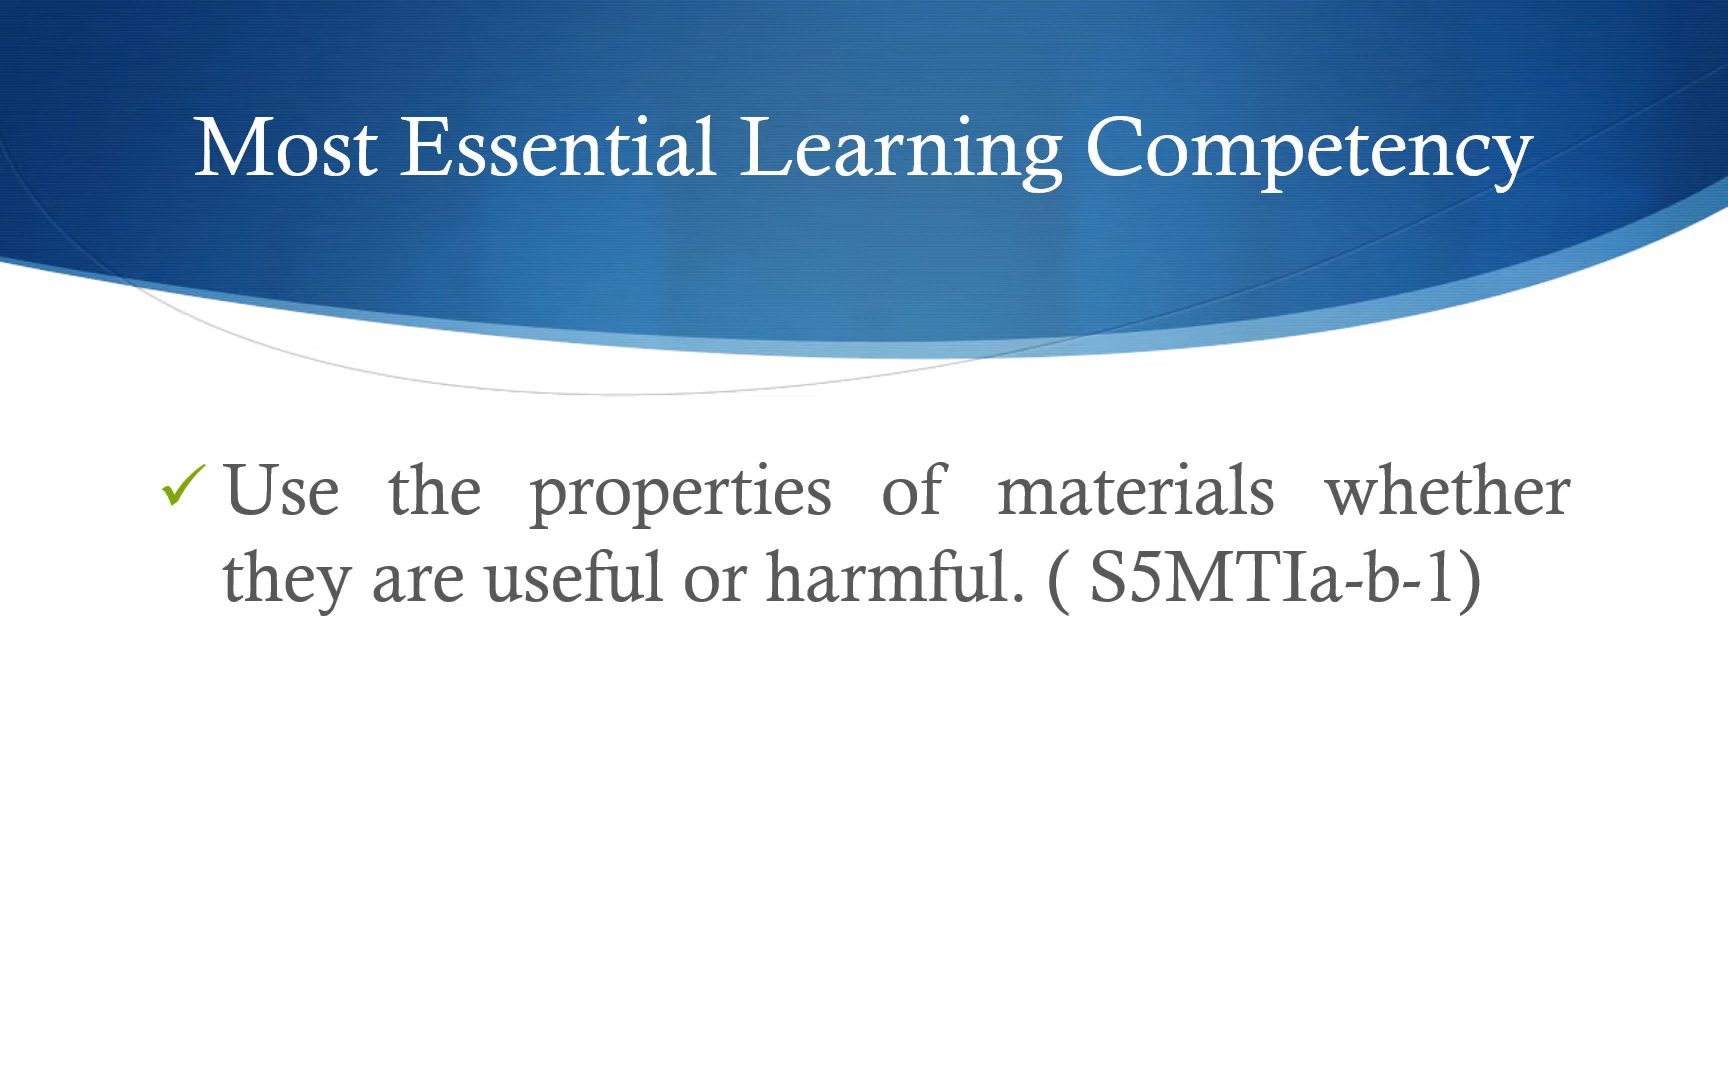 Most Essential Learning Competency
✓ Use the properties of materials whether
they are useful or harmful. ( S5MTIa-b-1)